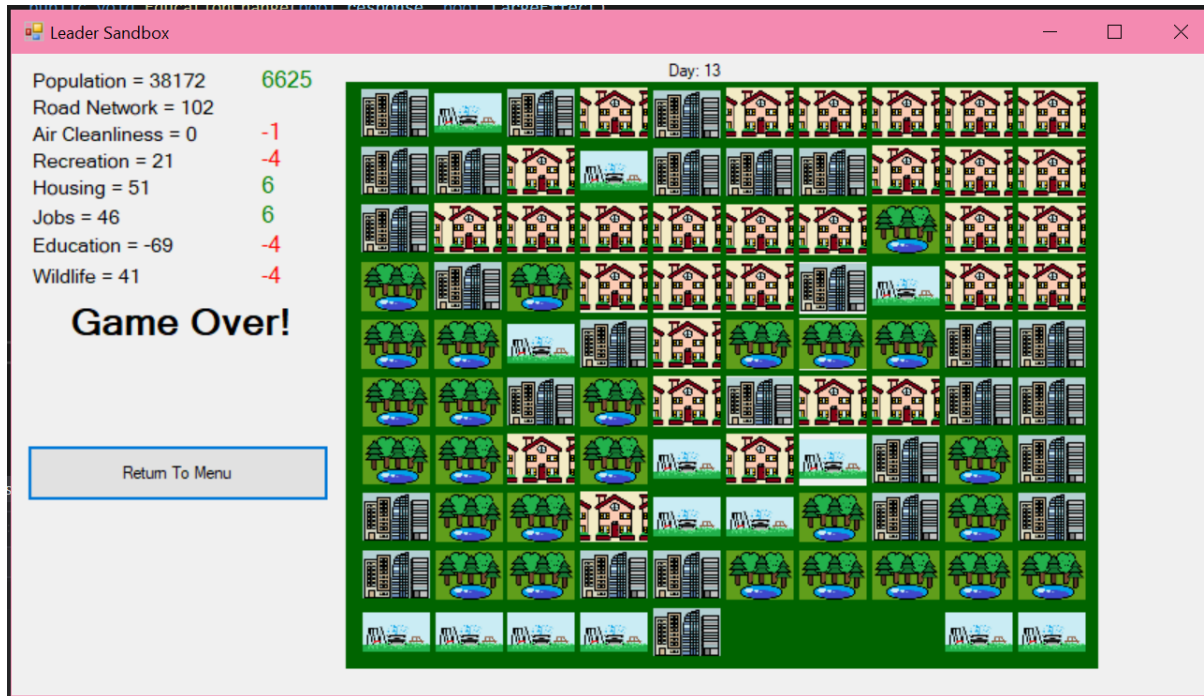 Leader Sandbox
Day: 13
Population = 38172 6625
Road Network = 102
Air Cleanliness = 0 -1
Recreation = 21 -4
Housing = 51 6
Jobs = 46 6
Education = -69 -4
Wildlife = 41 -4
Game Over!
Return To Menu